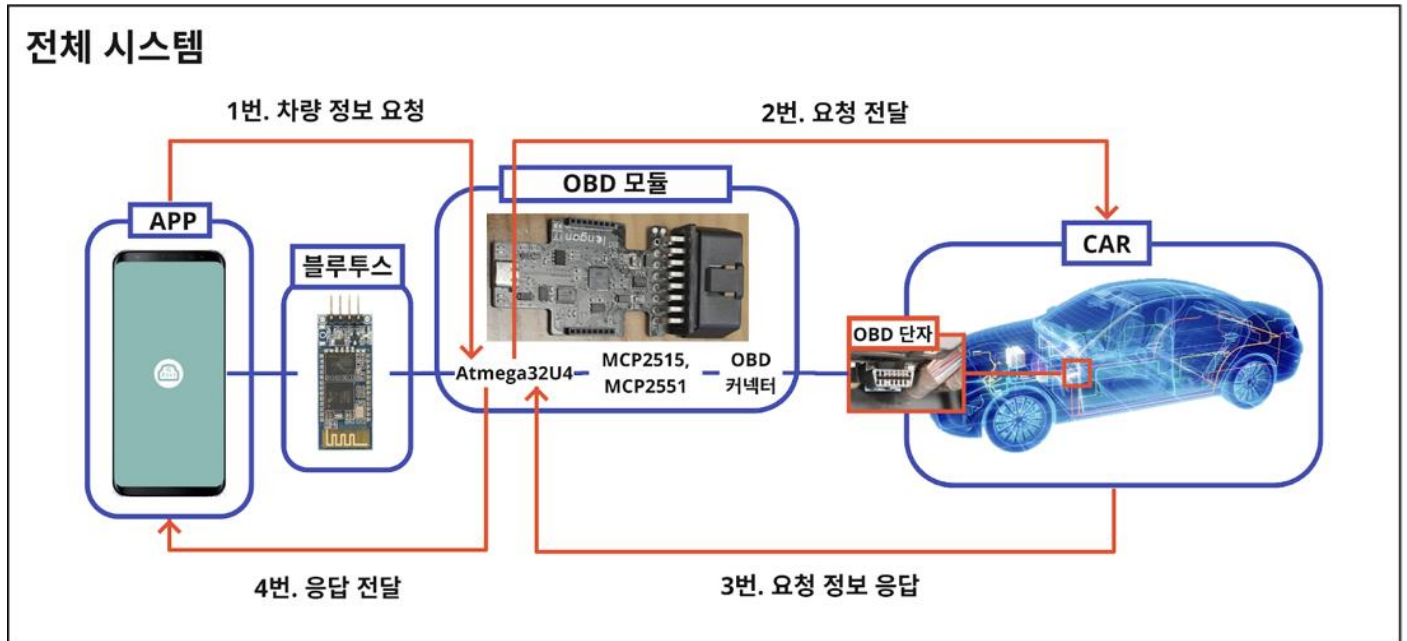 전체 시스템
1번. 차량 정보 요청
2번. 요청 전달
OBD 모듈
APP
CAR
블루투스
OBD 단자
Atmega32U4
MCP2515,
MCP2551
OBD
커넥터
4번. 응답 전달
3번. 요청 정보 응답